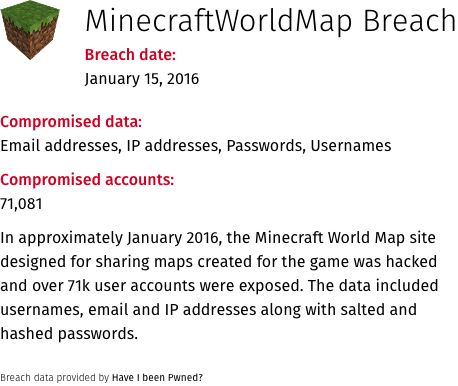 MinecraftWorldMap Breach
Breach date:
January 15, 2016
Compromised data:
Email addresses, IP addresses, Passwords, Usernames
Compromised accounts:
71,081
In approximately January 2016, the Minecraft World Map site
designed for sharing maps created for the game was hacked
and over 71k user accounts were exposed. The data included
usernames, email and IP addresses along with salted and
hashed passwords.
Breach data provided by Have I been Pwned?